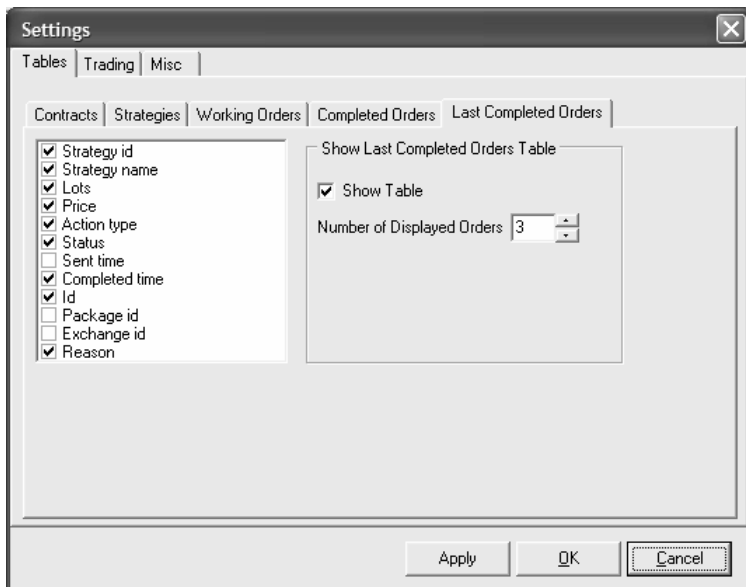 Settings
Tables Trading Misc
Contracts Strategies Working Orders Completed Orders Last Completed Orders
Strategy id
Strategy name
Lots
Price
Action type
Status
Sent time
Completed time
Id
Package id
Exchange id
Reason
Show Last Completed Orders Table
Show Table
Number of Displayed Orders 3
Apply OK Cancel